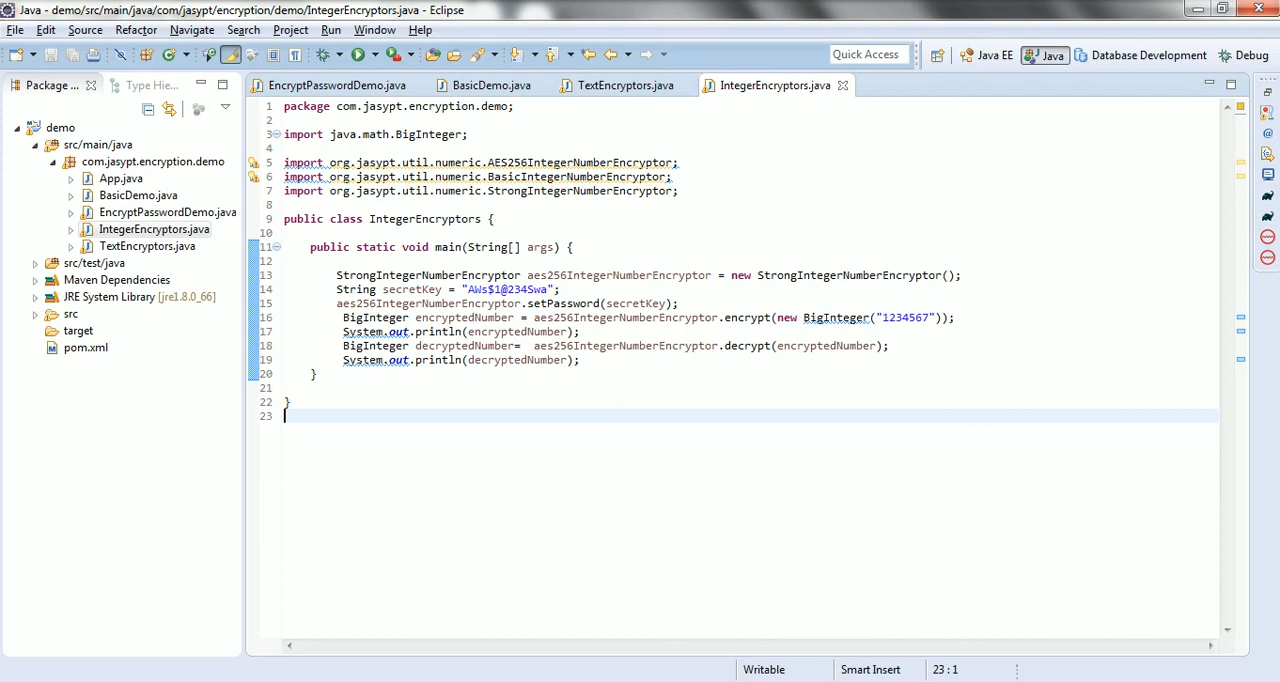 Java - demo/src/main/java/com/jasypt/encryption/demo/IntegerEncryptors.java - Eclipse
File Edit Source Refactor Navigate Search Project Run Window Help
Quick Access Java EE Java Database Development Debug
Package ... Type Hie...
EncryptPasswordDemo.java BasicDemo.java TextEncryptors.java IntegerEncryptors.java
demo
src/main/java
com.jasypt.encryption.demo
App.java
BasicDemo.java
EncryptPasswordDemo.java
IntegerEncryptors.java
TextEncryptors.java
src/test/java
Maven Dependencies
JRE System Library [jre1.8.0_66]
src
target
pom.xml
1 package com.jasypt.encryption.demo;
2
3 import java.math.BigInteger;
4
5 import org.jasypt.util.numeric.AES256IntegerNumberEncryptor;
6 import org.jasypt.util.numeric.BasicIntegerNumberEncryptor;
7 import org.jasypt.util.numeric.StrongIntegerNumberEncryptor;
8
9 public class IntegerEncryptors {
10
11 public static void main(String[] args) {
12
13 StrongIntegerNumberEncryptor aes256IntegerNumberEncryptor = new StrongIntegerNumberEncryptor();
14 String secretKey = "AWs$1@234Swa";
15 aes256IntegerNumberEncryptor.setPassword(secretKey);
16 BigInteger encryptedNumber = aes256IntegerNumberEncryptor.encrypt(new BigInteger("1234567"));
17 System.out.println(encryptedNumber);
18 BigInteger decryptedNumber= aes256IntegerNumberEncryptor.decrypt(encryptedNumber);
19 System.out.println(decryptedNumber);
20 }
21
22 }
23
Writable Smart Insert 23 : 1